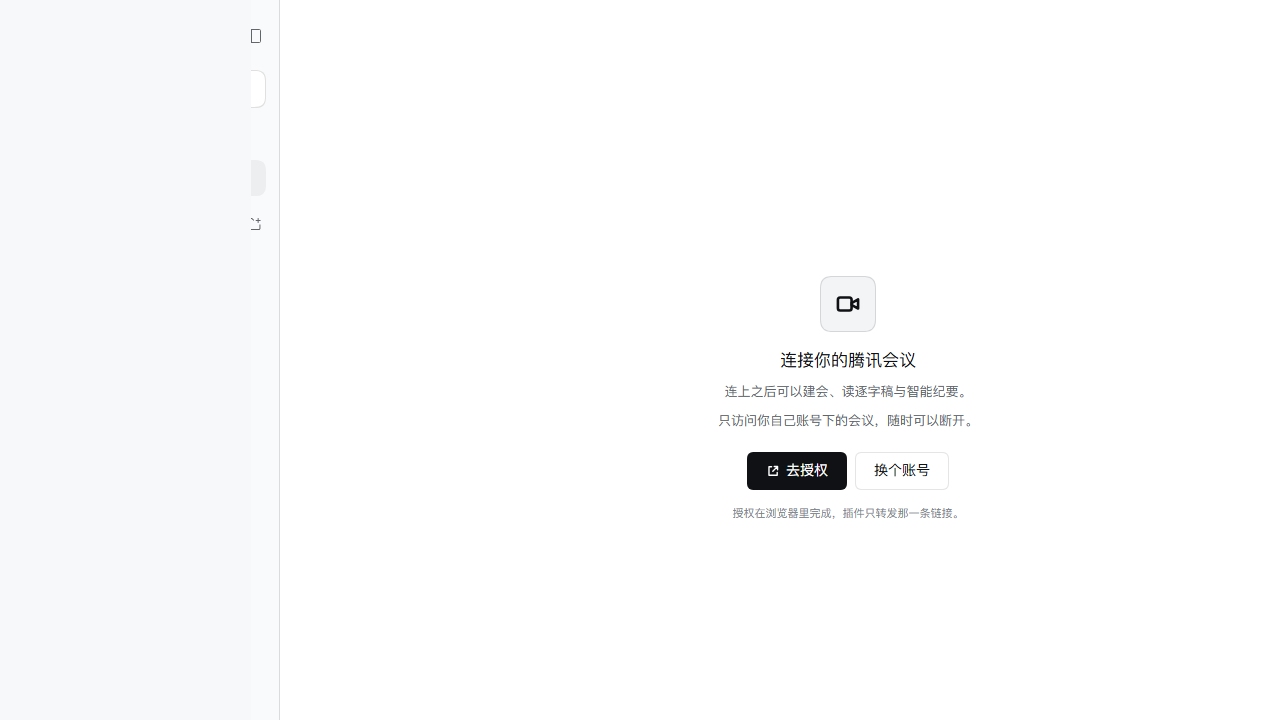 连接你的腾讯会议
连上之后可以建会、读逐字稿与智能纪要。
只访问你自己账号下的会议，随时可以断开。
去授权
换个账号
授权在浏览器里完成，插件只转发那一条链接。